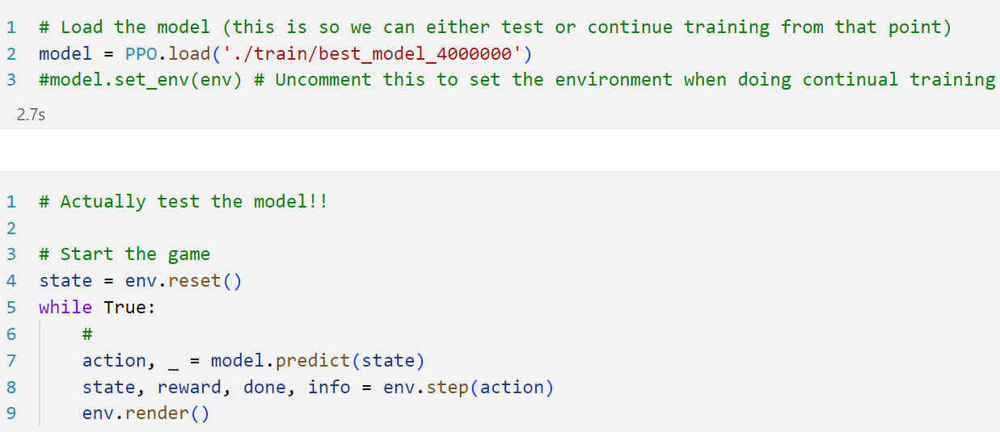 1 # Load the model (this is so we can either test or continue training from that point)
2 model = PPO.load('./train/best_model_4000000')
3 #model.set_env(env) # Uncomment this to set the environment when doing continual training
2.7s
1 # Actually test the model!!
2
3 # Start the game
4 state = env.reset()
5 while True:
6     #
7     action, _ = model.predict(state)
8     state, reward, done, info = env.step(action)
9     env.render()